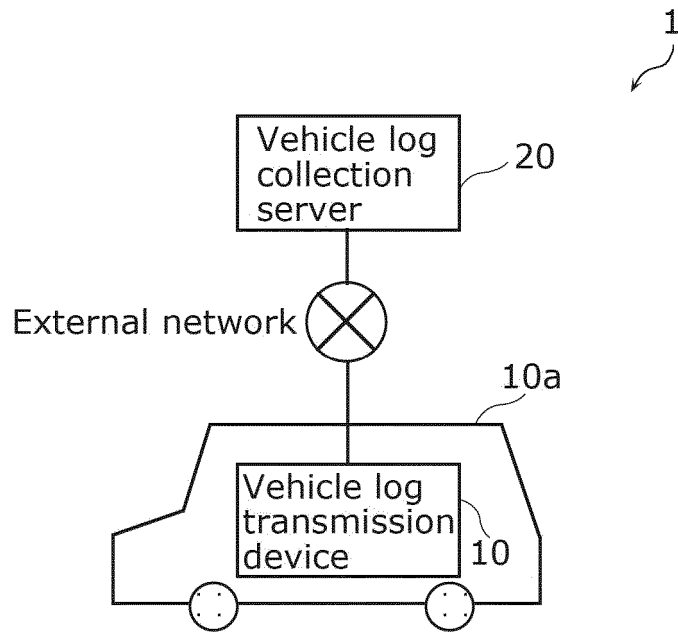 1
Vehicle log
collection
server
20
External network
10a
Vehicle log
transmission
device
10